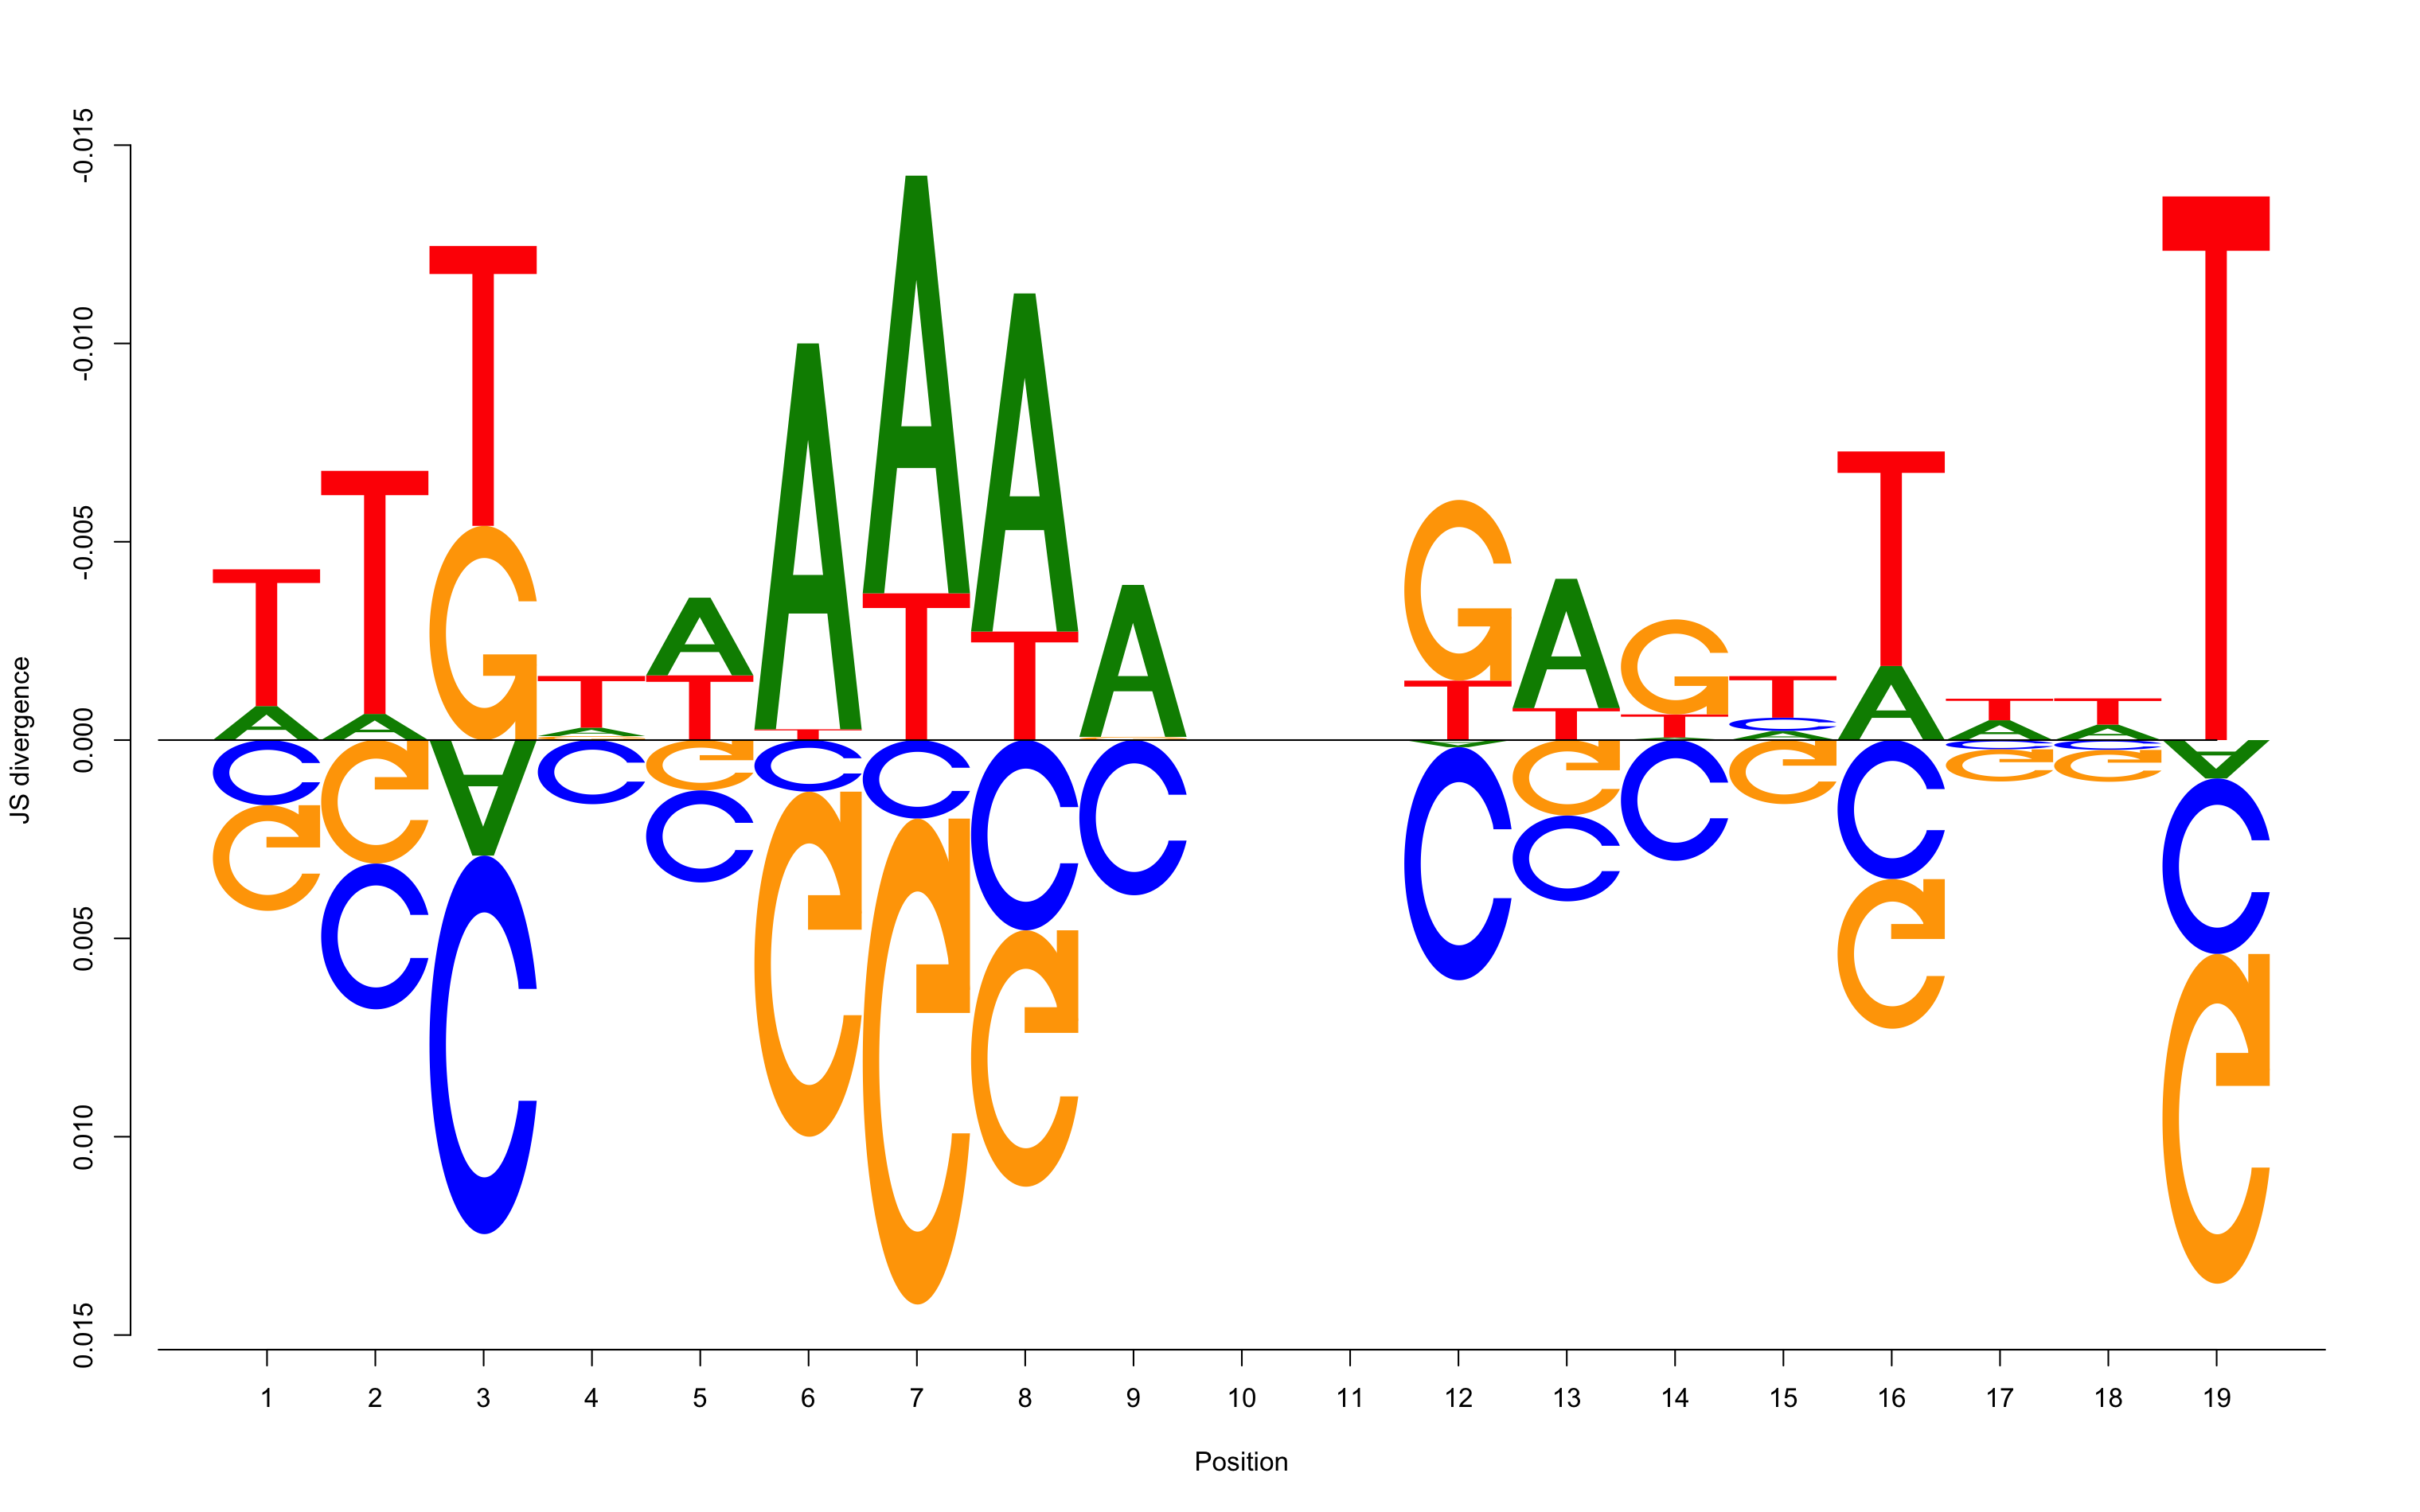 JS divergence
-0.015
-0.010
-0.005
0.000
0.005
0.010
0.015
T T T T A A A A A G A G T T T T T
A A G A T T T T T T T C A A A
A
C G A C G C C C C A G C G C C C A
G C C C G G G C C G G G C
G
1 2 3 4 5 6 7 8 9 10 11 12 13 14 15 16 17 18 19
Position